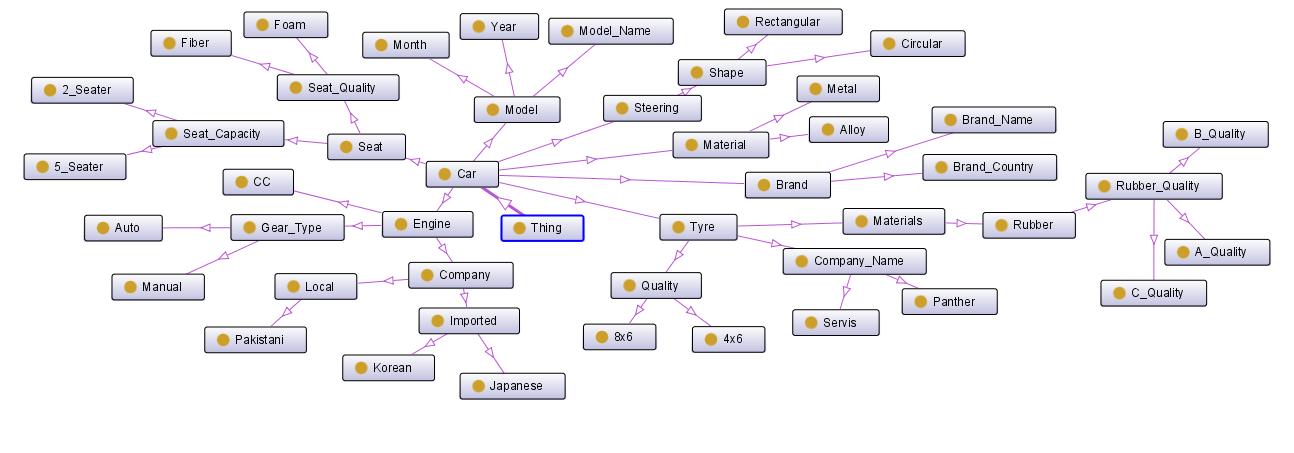 Foam
Rectangular
Year
Model_Name
Fiber
Month
Circular
Shape
2_Seater
Seat_Quality
Metal
Model
Steering
Brand_Name
Seat_Capacity
Alloy
B_Quality
Seat
Material
5_Seater
Car
Brand_Country
CC
Brand
Rubber_Quality
Auto
Gear_Type
Engine
Thing
Tyre
Materials
Rubber
A_Quality
Company_Name
Manual
Local
Company
Quality
C_Quality
Panther
Pakistani
Imported
8x6
4x6
Servis
Korean
Japanese